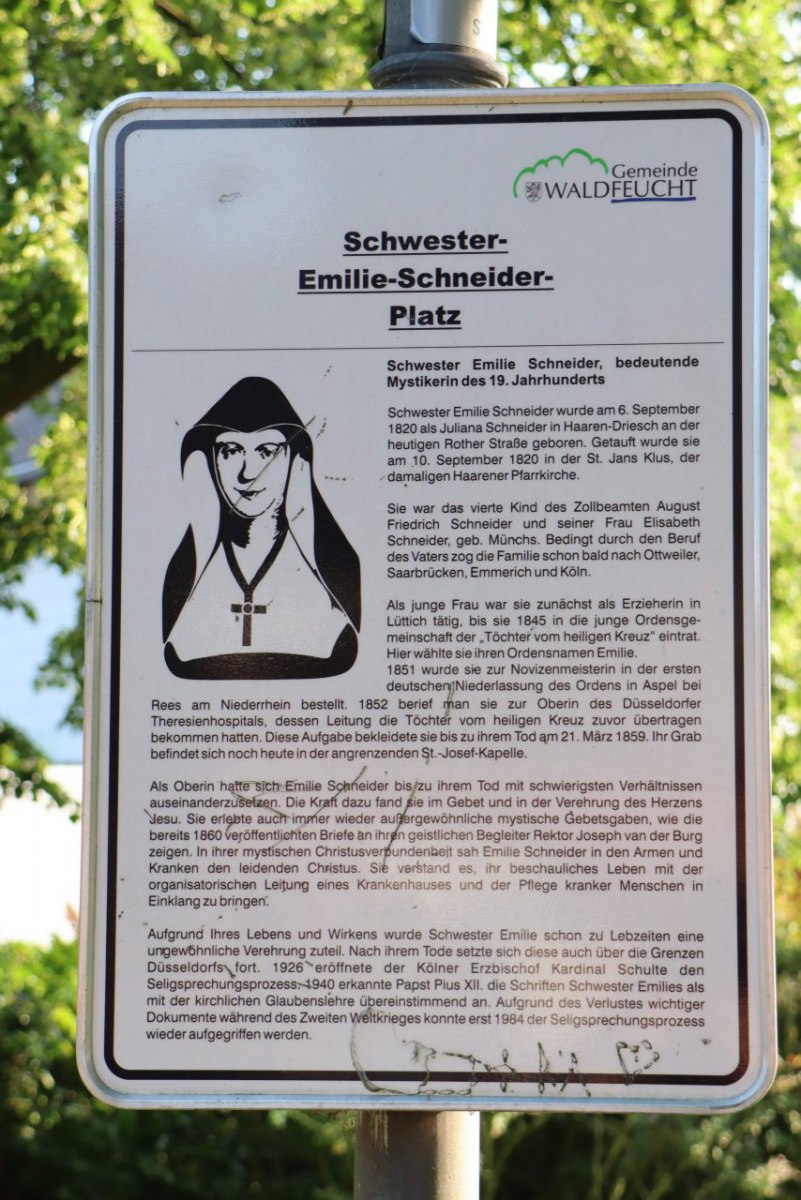 Gemeinde
WALDFEUCHT
Schwester-
Emilie-Schneider-
Platz
Schwester Emilie Schneider, bedeutende
Mystikerin des 19. Jahrhunderts
Schwester Emilie Schneider wurde am 6. September
1820 als Juliana Schneider in Haaren-Driesch an der
heutigen Rother Straße geboren. Getauft wurde sie
am 10. September 1820 in der St. Jans Klus, der
damaligen Haarener Pfarrkirche.
Sie war das vierte Kind des Zollbeamten August
Friedrich Schneider und seiner Frau Elisabeth
Schneider, geb. Münchs. Bedingt durch den Beruf
des Vaters zog die Familie schon bald nach Ottweiler,
Saarbrücken, Emmerich und Köln.
Als junge Frau war sie zunächst als Erzieherin in
Lüttich tätig, bis sie 1845 in die junge Ordensge-
meinschaft der „Töchter vom heiligen Kreuz" eintrat.
Hier wählte sie ihren Ordensnamen Emilie.
1851 wurde sie zur Novizenmeisterin in der ersten
deutschen Niederlassung des Ordens in Aspel bei
Rees am Niederrhein bestellt. 1852 berief man sie zur Oberin des Düsseldorfer
Theresienhospitals, dessen Leitung die Töchter vom heiligen Kreuz zuvor übertragen
bekommen hatten. Diese Aufgabe bekleidete sie bis zu ihrem Tod am 21. März 1859. Ihr Grab
befindet sich noch heute in der angrenzenden St.-Josef-Kapelle.
Als Oberin hatte sich Emilie Schneider bis zu ihrem Tod mit schwierigsten Verhältnissen
auseinanderzusetzen. Die Kraft dazu fand sie im Gebet und in der Verehrung des Herzens
Jesu. Sie erlebte auch immer wieder außergewöhnliche mystische Gebetsgaben, wie die
bereits 1860 veröffentlichten Briefe an ihren geistlichen Begleiter Rektor Joseph van der Burg
zeigen. In ihrer mystischen Christusverbundenheit sah Emilie Schneider in den Armen und
Kranken den leidenden Christus. Sie verstand es, ihr beschauliches Leben mit der
organisatorischen Leitung eines Krankenhauses und der Pflege kranker Menschen in
Einklang zu bringen.
Aufgrund Ihres Lebens und Wirkens wurde Schwester Emilie schon zu Lebzeiten eine
ungewöhnliche Verehrung zuteil. Nach ihrem Tode setzte sich diese auch über die Grenzen
Düsseldorfs fort. 1926 eröffnete der Kölner Erzbischof Kardinal Schulte den
Seligsprechungsprozess. 1940 erkannte Papst Pius XII. die Schriften Schwester Emilies als
mit der kirchlichen Glaubenslehre übereinstimmend an. Aufgrund des Verlustes wichtiger
Dokumente während des Zweiten Weltkrieges konnte erst 1984 der Seligsprechungsprozess
wieder aufgegriffen werden.